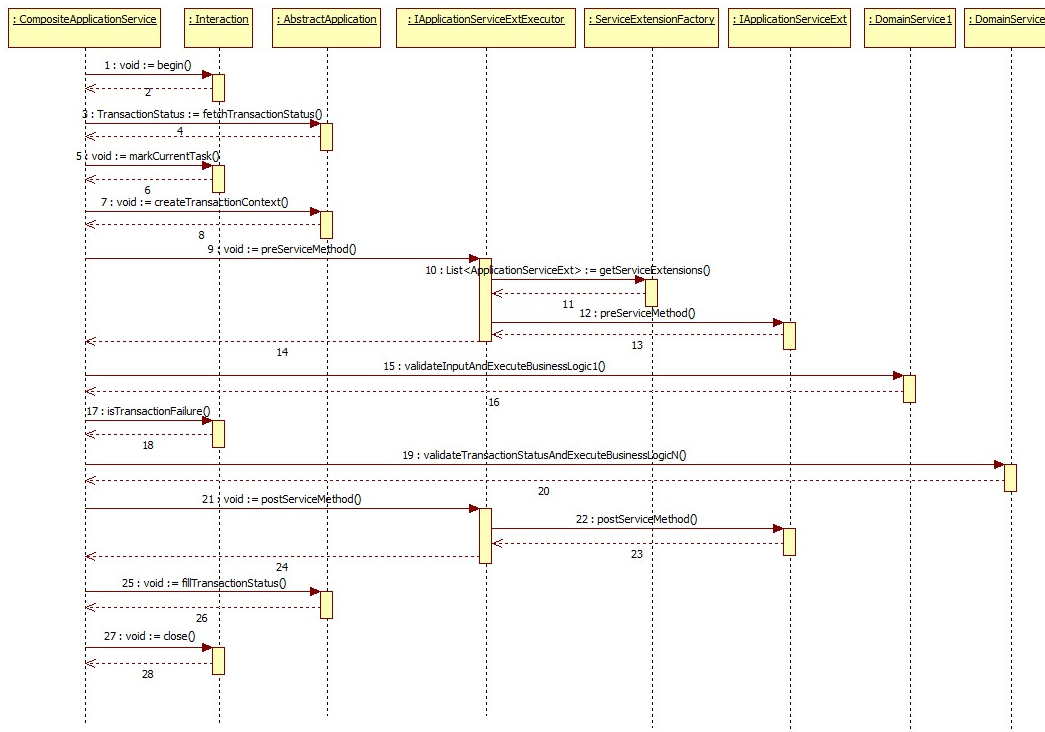 : CompositeApplicationService
: Interaction
: AbstractApplication
: IApplicationServiceExtExecutor
: ServiceExtensionFactory
: IApplicationServiceExt
: DomainService1
: DomainService
1 : void := begin()
2
3 : TransactionStatus := fetchTransactionStatus()
4
5 : void := markCurrentTask()
6
7 : void := createTransactionContext()
8
9 : void := preServiceMethod()
10 : List<ApplicationServiceExt> := getServiceExtensions()
11
12 : preServiceMethod()
13
14
15 : validateInputAndExecuteBusinessLogic1()
16
17 : isTransactionFailure()
18
19 : validateTransactionStatusAndExecuteBusinessLogicN()
20
21 : void := postServiceMethod()
22 : postServiceMethod()
23
24
25 : void := fillTransactionStatus()
26
27 : void := close()
28